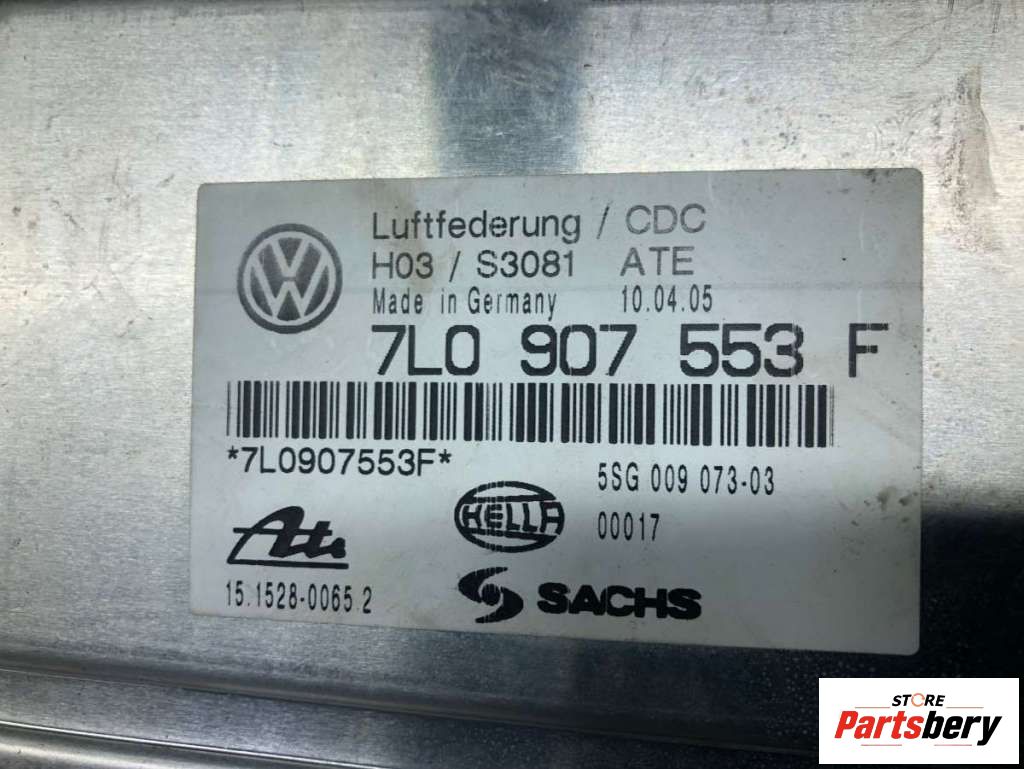 Luftfederung / CDC
H03 / S3081 ATE
Made in Germany 10.04.05
7L0 907 553 F
*7L0907553F*
5SG 009 073-03
HELLA
00017
Ate
15.1528-0065.2
SACHS
STORE
Partsbery